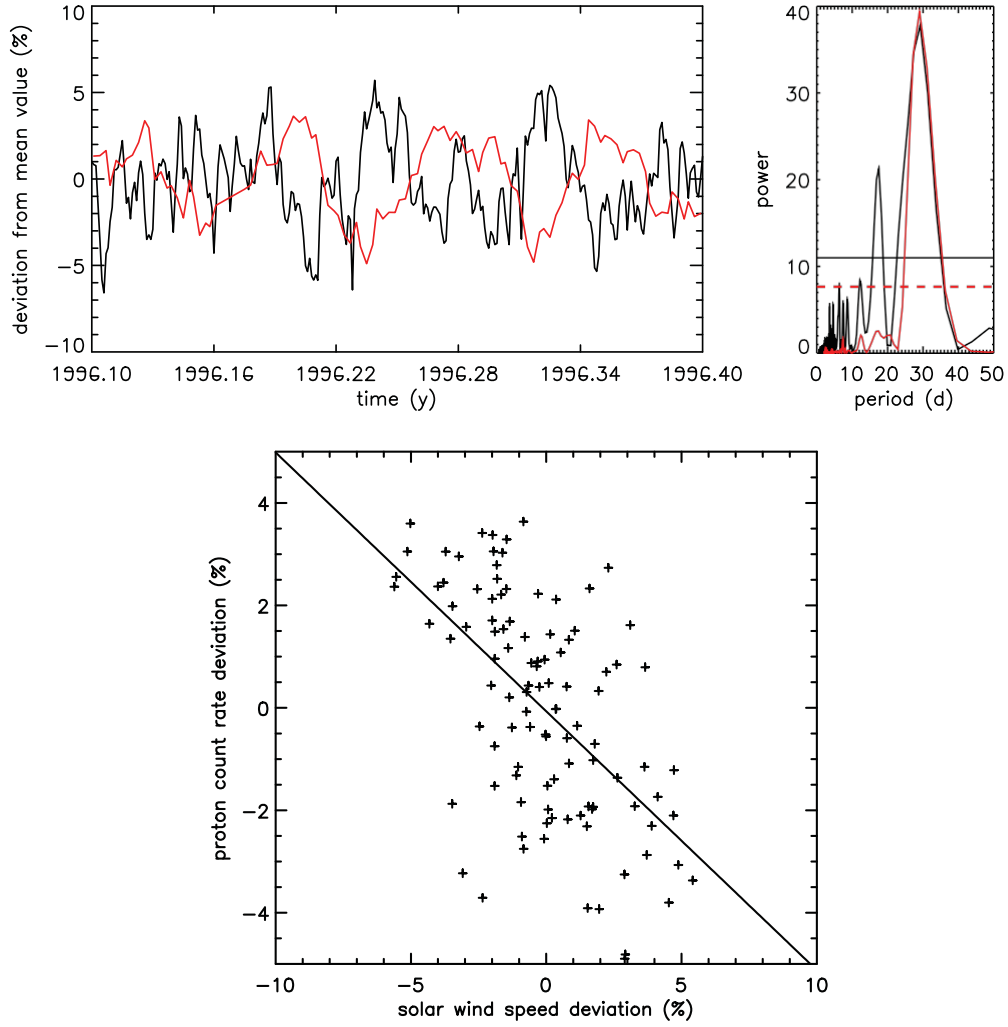 deviation from mean value (%)
10
5
0
−5
−10
1996.10 1996.16 1996.22 1996.28 1996.34 1996.40
time (y)
power
40
30
20
10
0
0 10 20 30 40 50
period (d)
proton count rate deviation (%)
4
2
0
−2
−4
−10 −5 0 5 10
solar wind speed deviation (%)